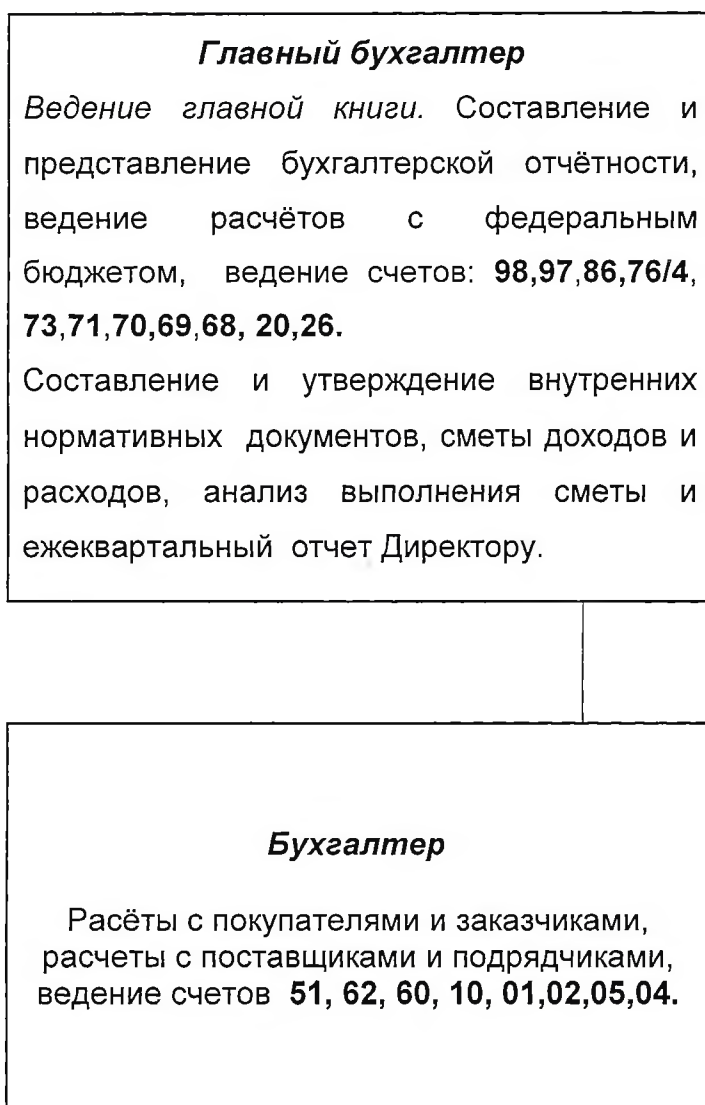 Главный бухгалтер
Ведение главной книги. Составление и
представление бухгалтерской отчётности,
ведение расчётов с федеральным
бюджетом, ведение счетов: 98,97,86,76/4,
73,71,70,69,68, 20,26.
Составление и утверждение внутренних
нормативных документов, сметы доходов и
расходов, анализ выполнения сметы и
ежеквартальный отчет Директору.
Бухгалтер
Расёты с покупателями и заказчиками,
расчеты с поставщиками и подрядчиками,
ведение счетов 51, 62, 60, 10, 01,02,05,04.